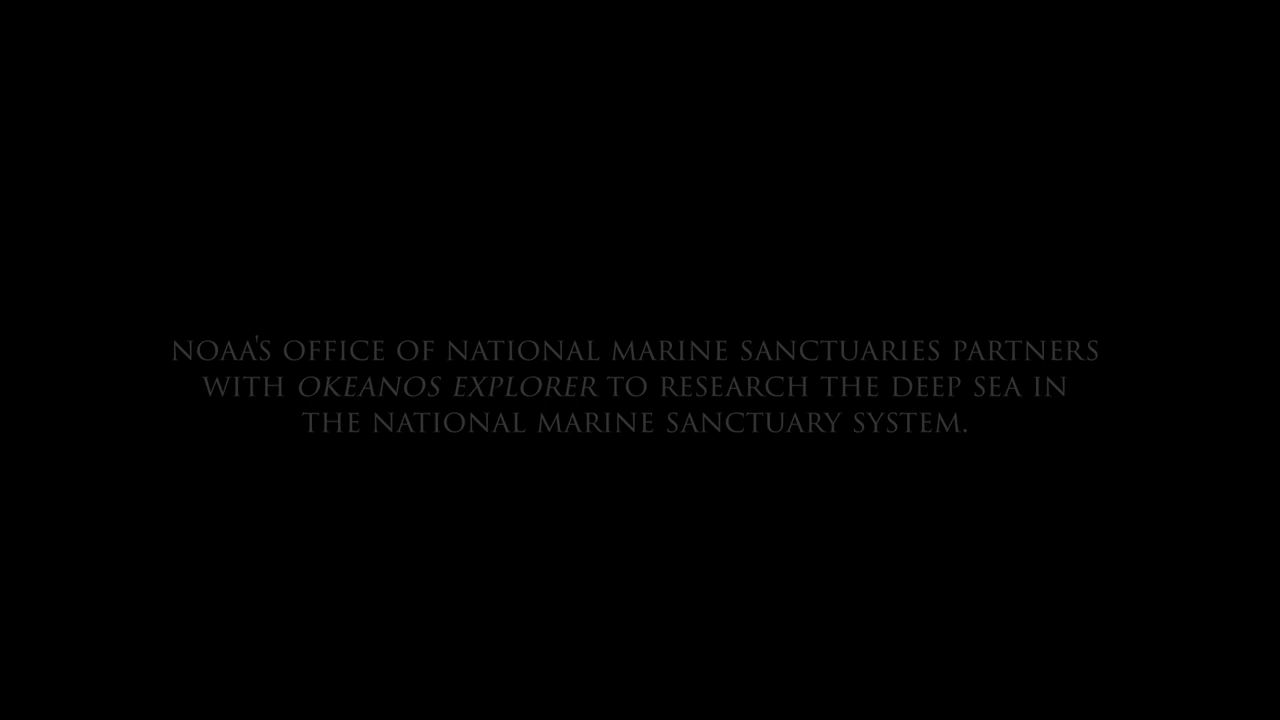 NOAA'S OFFICE OF NATIONAL MARINE SANCTUARIES PARTNERS
WITH OKEANOS EXPLORER TO RESEARCH THE DEEP SEA IN
THE NATIONAL MARINE SANCTUARY SYSTEM.